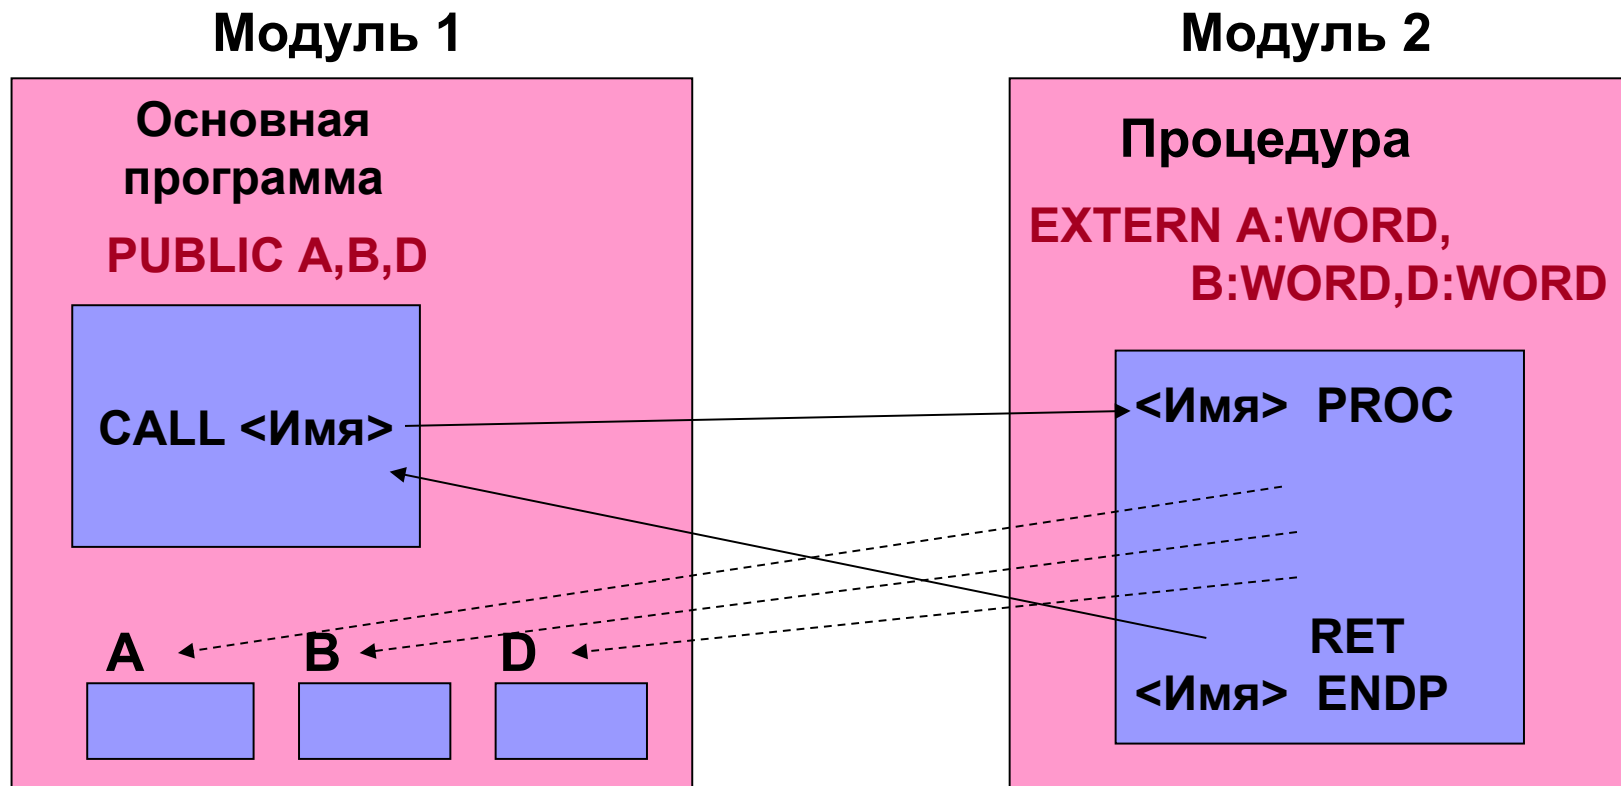 Модуль 1
Основная
программа
PUBLIC A,B,D
CALL <Имя>
A B D
Модуль 2
Процедура
EXTERN A:WORD,
B:WORD,D:WORD
<Имя> PROC
RET
<Имя> ENDP